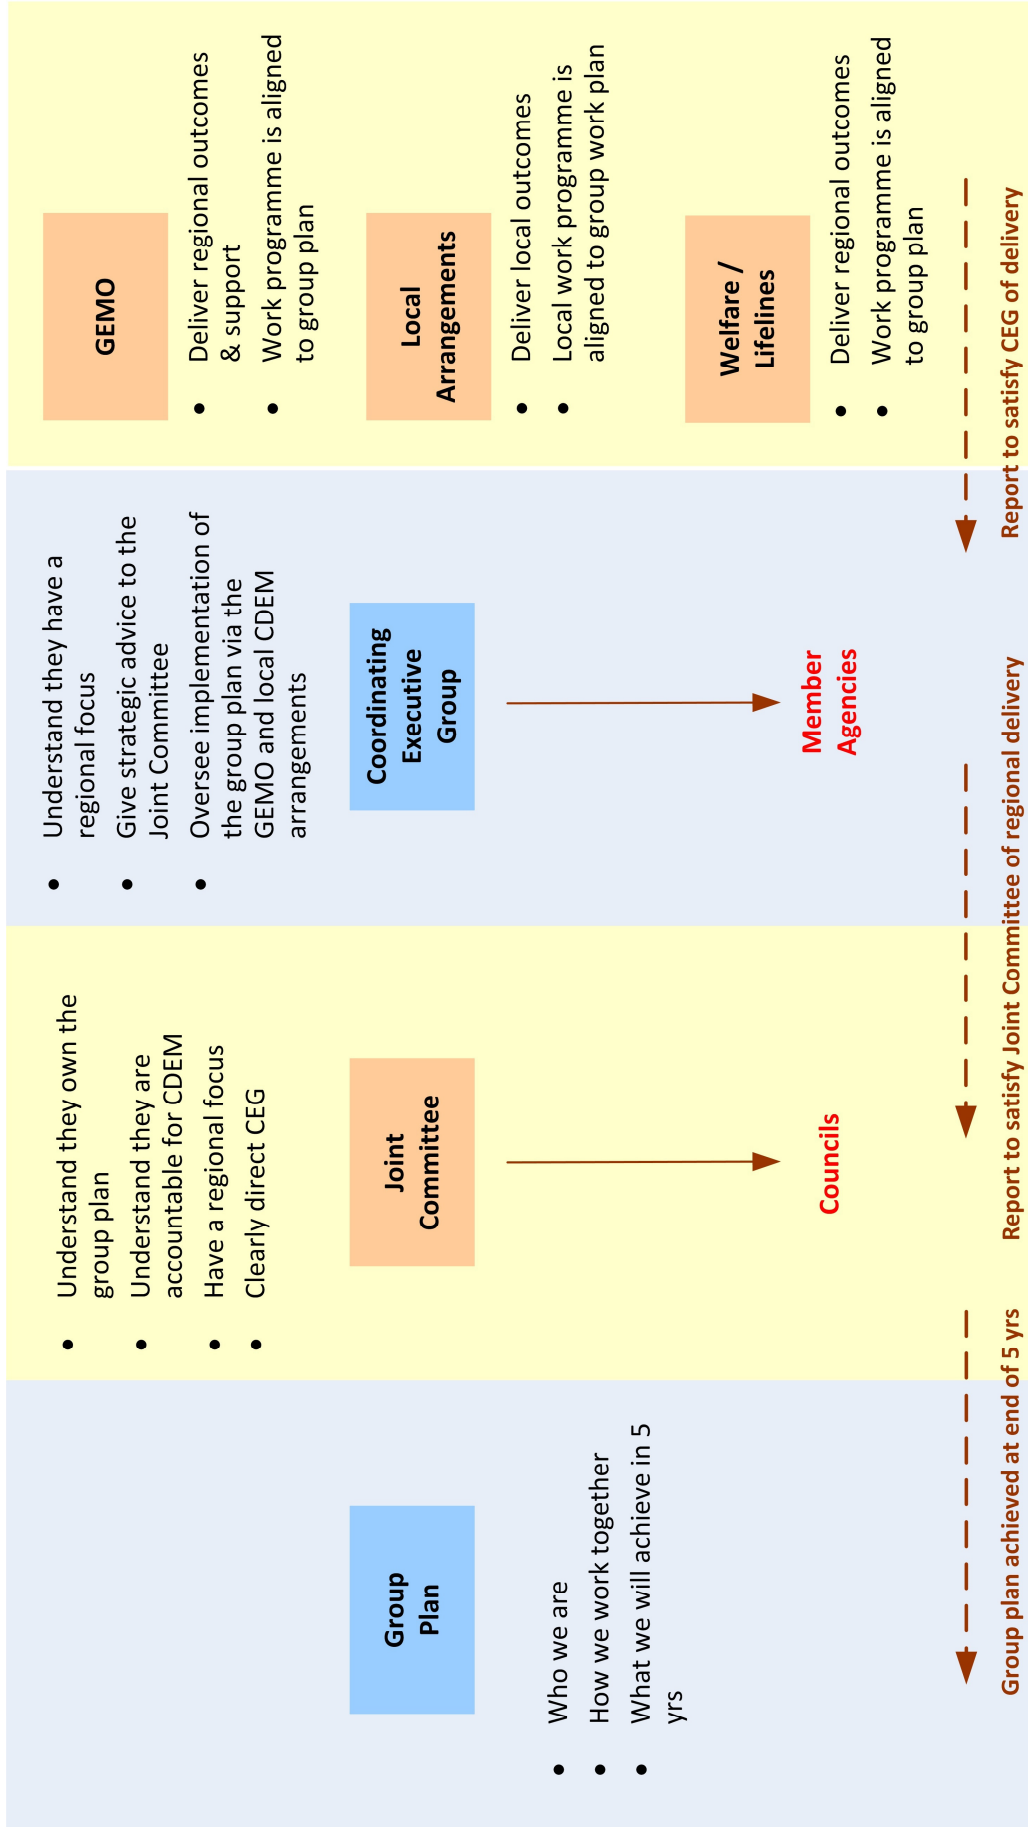 Group
Plan
• Who we are
• How we work together
• What we will achieve in 5
yrs
• Understand they own the
group plan
• Understand they are
accountable for CDEM
• Have a regional focus
• Clearly direct CEG
Joint
Committee
Councils
• Understand they have a
regional focus
• Give strategic advice to the
Joint Committee
• Oversee implementation of
the group plan via the
GEMO and local CDEM
arrangements
Coordinating
Executive
Group
Member
Agencies
GEMO
• Deliver regional outcomes
& support
• Work programme is aligned
to group plan
Local
Arrangements
• Deliver local outcomes
• Local work programme is
aligned to group work plan
Welfare /
Lifelines
• Deliver regional outcomes
• Work programme is aligned
to group plan
Group plan achieved at end of 5 yrs
Report to satisfy Joint Committee of regional delivery
Report to satisfy CEG of delivery